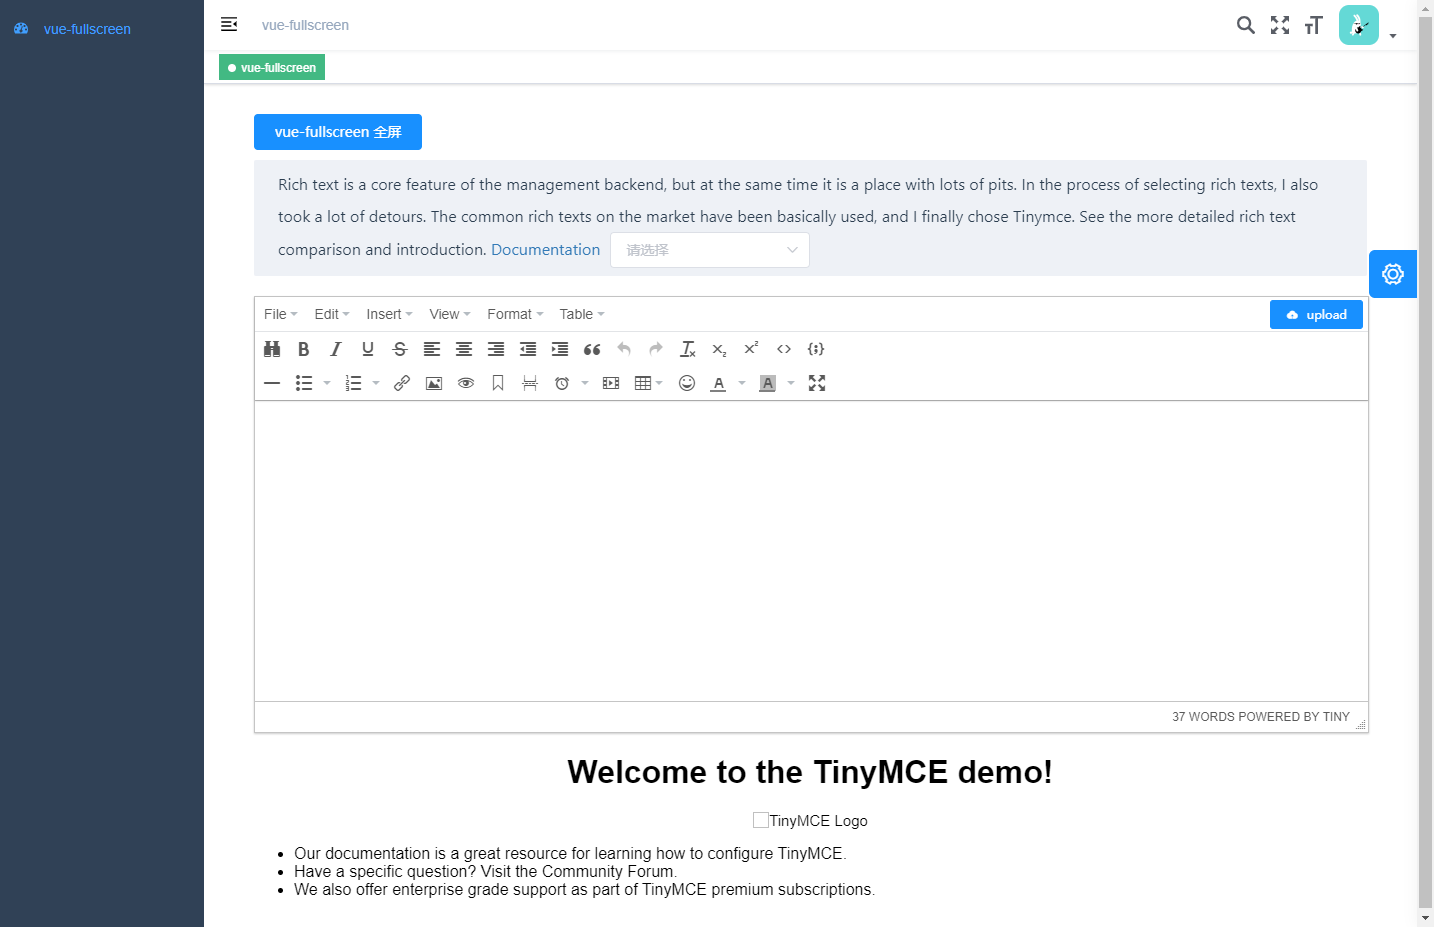 vue-fullscreen
vue-fullscreen
vue-fullscreen
vue-fullscreen 全屏
Rich text is a core feature of the management backend, but at the same time it is a place with lots of pits. In the process of selecting rich texts, I also
took a lot of detours. The common rich texts on the market have been basically used, and I finally chose Tinymce. See the more detailed rich text
comparison and introduction. Documentation 请选择
File Edit Insert View Format Table upload
37 WORDS POWERED BY TINY
Welcome to the TinyMCE demo!
TinyMCE Logo
Our documentation is a great resource for learning how to configure TinyMCE.
Have a specific question? Visit the Community Forum.
We also offer enterprise grade support as part of TinyMCE premium subscriptions.